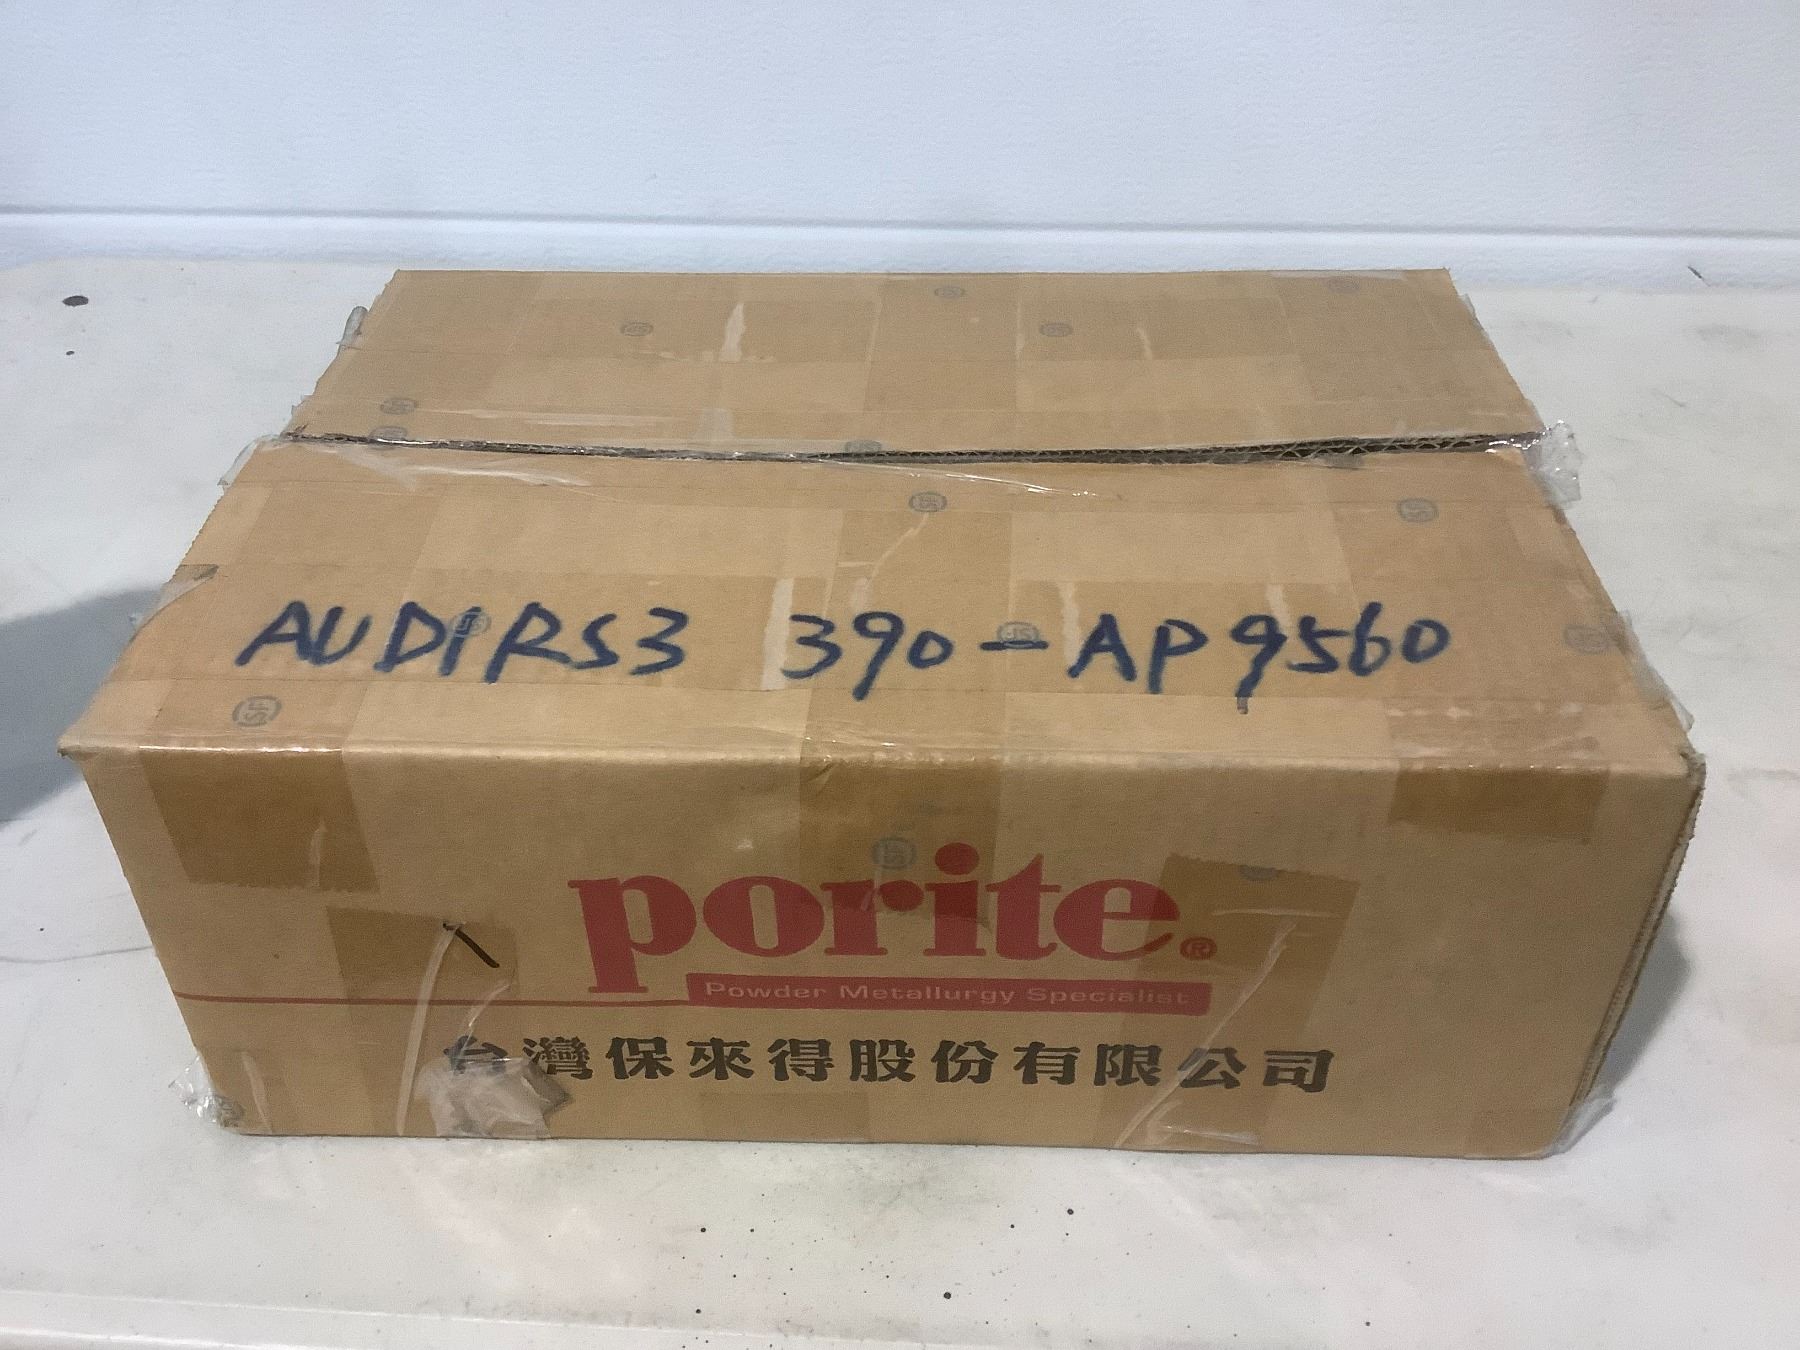 AUDI RS3 390-AP9560
porite®
Powder Metallurgy Specialist
台灣保來得股份有限公司